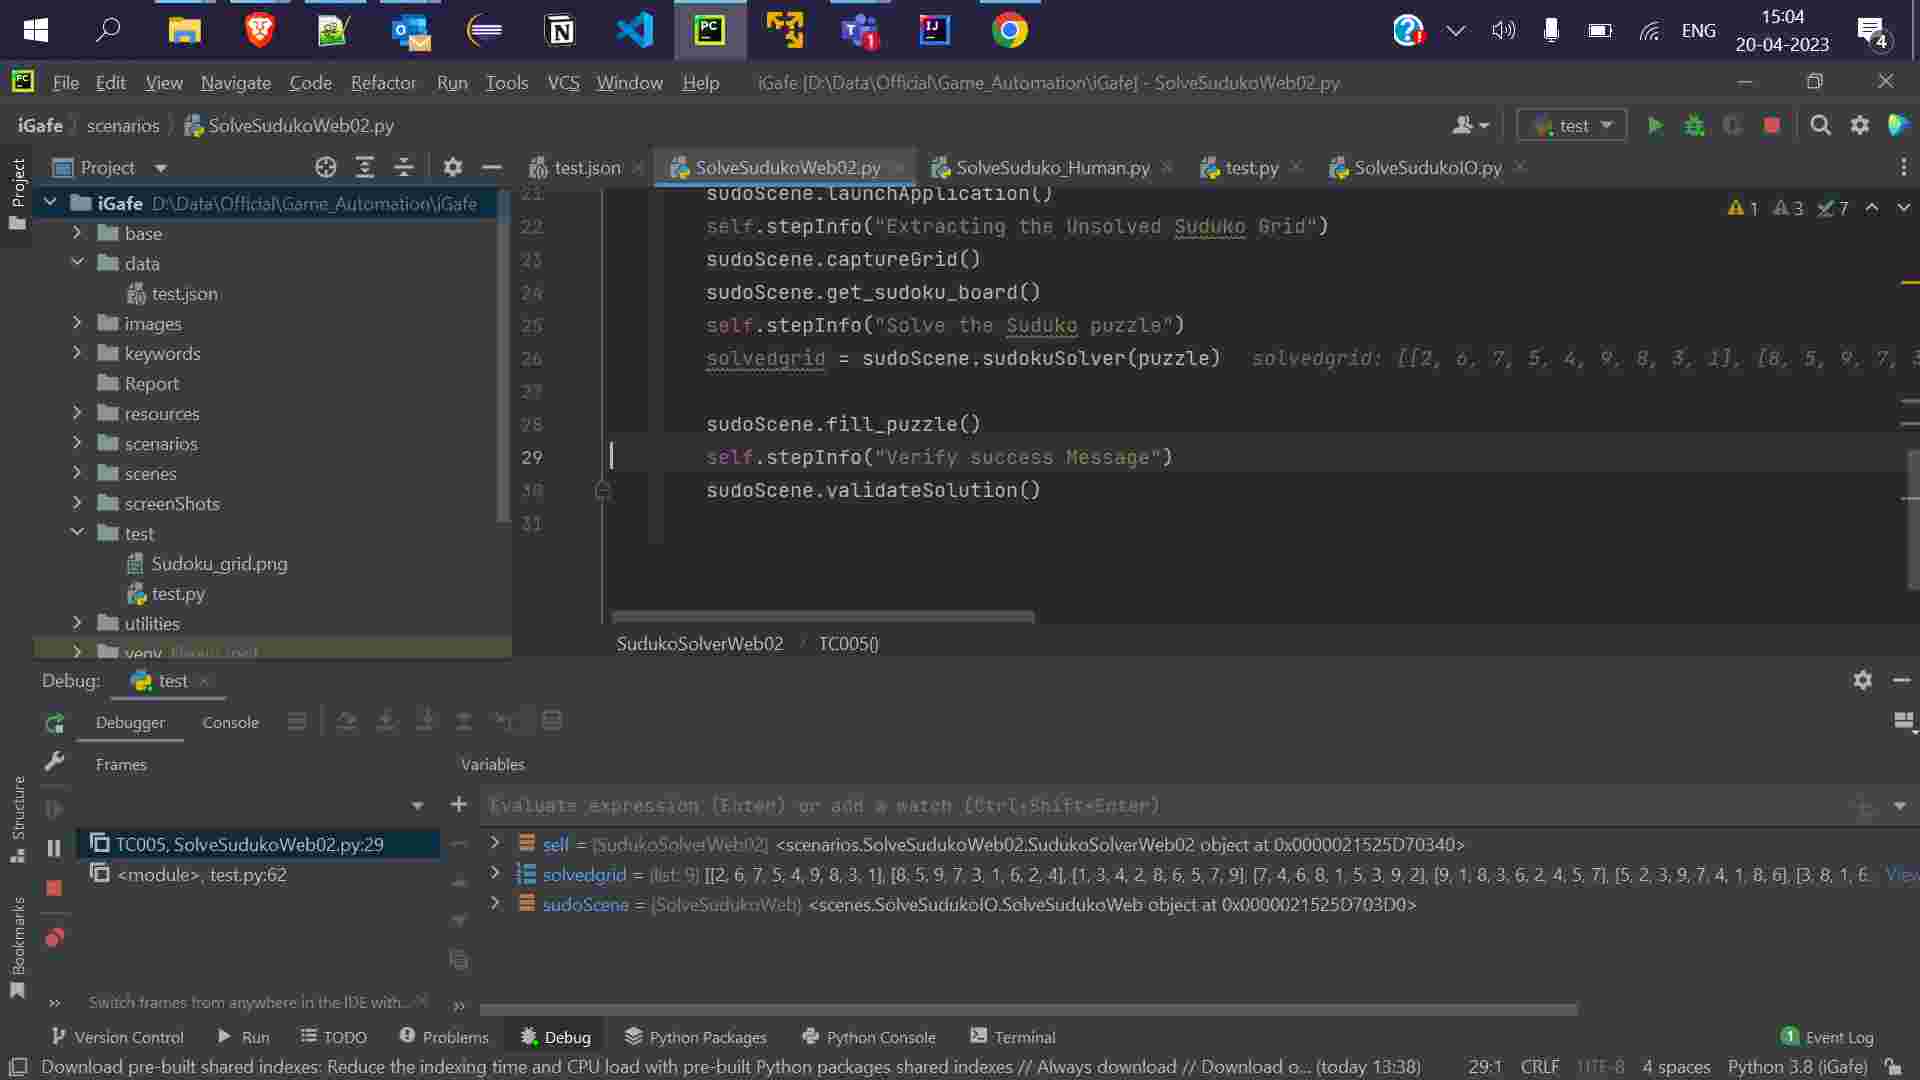 15:04
ENG
20-04-2023
4
File Edit View Navigate Code Refactor Run Tools VCS Window Help iGafe [D:\Data\Official\Game_Automation\iGafe] - SolveSudukoWeb02.py
iGafe scenarios SolveSudukoWeb02.py
test
Project
test.json SolveSudukoWeb02.py SolveSuduko_Human.py test.py SolveSudukoIO.py
Project
iGafe D:\Data\Official\Game_Automation\iGafe
base
data
test.json
images
keywords
Report
resources
scenarios
scenes
screenShots
test
Sudoku_grid.png
test.py
utilities
venv
1 3 7
21 sudoScene.launchApplication()
22 self.stepInfo("Extracting the Unsolved Suduko Grid")
23 sudoScene.captureGrid()
24 sudoScene.get_sudoku_board()
25 self.stepInfo("Solve the Suduko puzzle")
26 solvedgrid = sudoScene.sudokuSolver(puzzle) solvedgrid: [[2, 6, 7, 5, 4, 9, 8, 3, 1], [8, 5, 9, 7, 3
27
28 sudoScene.fill_puzzle()
29 self.stepInfo("Verify success Message")
30 sudoScene.validateSolution()
31
SudukoSolverWeb02 TC005()
Debug: test
Debugger Console
Frames
Variables
Evaluate expression (Enter) or add a watch (Ctrl+Shift+Enter)
TC005, SolveSudukoWeb02.py:29
<module>, test.py:62
self = {SudukoSolverWeb02} <scenarios.SolveSudukoWeb02.SudukoSolverWeb02 object at 0x0000021525D70340>
solvedgrid = {list: 9} [[2, 6, 7, 5, 4, 9, 8, 3, 1], [8, 5, 9, 7, 3, 1, 6, 2, 4], [1, 3, 4, 2, 8, 6, 5, 7, 9], [7, 4, 6, 8, 1, 5, 3, 9, 2], [9, 1, 8, 3, 6, 2, 4, 5, 7], [5, 2, 3, 9, 7, 4, 1, 8, 6], [3, 8, 1, 6. View
sudoScene = {SolveSudukoWeb} <scenes.SolveSudukoIO.SolveSudukoWeb object at 0x0000021525D703D0>
Structure
Bookmarks
Switch frames from anywhere in the IDE with...
Version Control Run TODO Problems Debug Python Packages Python Console Terminal 1 Event Log
Download pre-built shared indexes: Reduce the indexing time and CPU load with pre-built Python packages shared indexes // Always download // Download o... (today 13:38) 29:1 CRLF UTF-8 4 spaces Python 3.8 (iGafe)